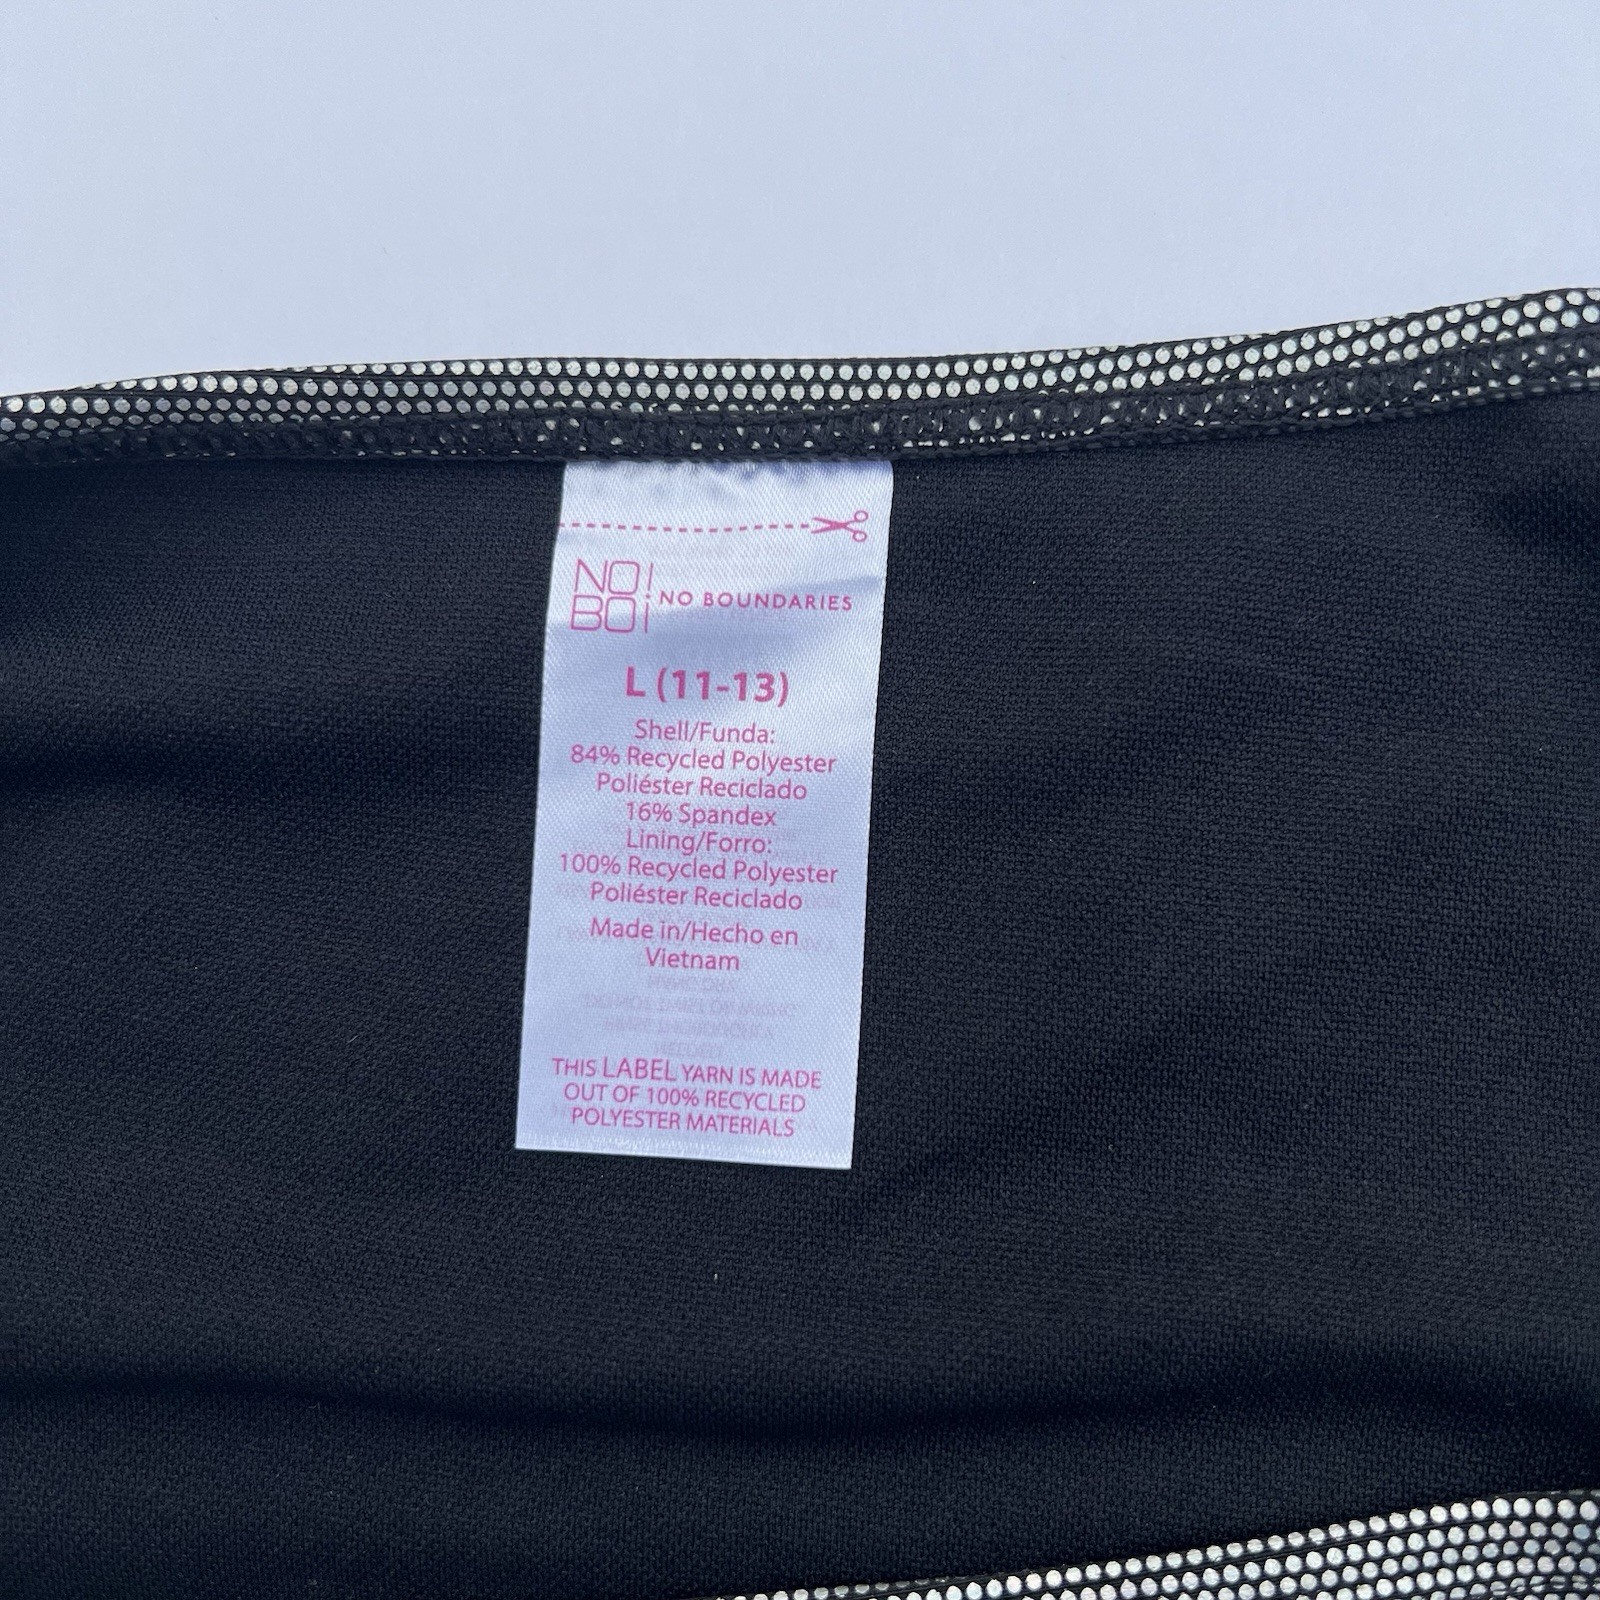 NO
BO
NO BOUNDARIES
L (11-13)
Shell/Funda:
84% Recycled Polyester
Poliéster Reciclado
16% Spandex
Lining/Forro:
100% Recycled Polyester
Poliéster Reciclado
Made in/Hecho en
Vietnam
THIS LABEL YARN IS MADE
OUT OF 100% RECYCLED
POLYESTER MATERIALS